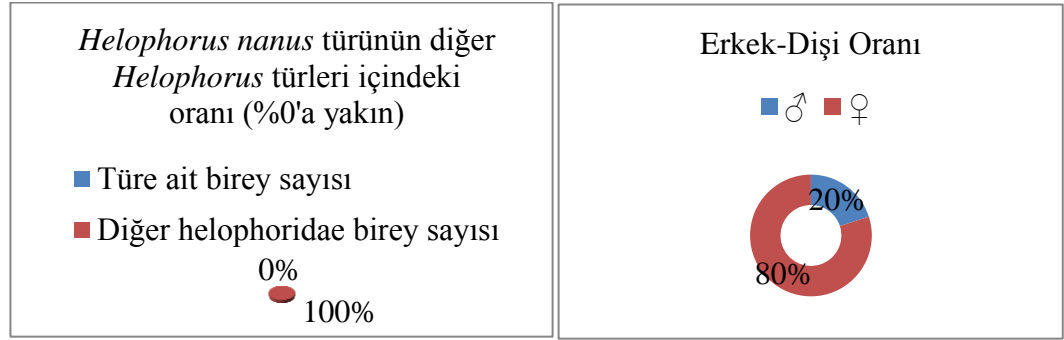 Helophorus nanus türünün diğer
Helophorus türleri içindeki
oranı (%0'a yakın)
Türe ait birey sayısı
Diğer helophoridae birey sayısı
0%
100%
Erkek-Dişi Oranı
♂ ♀
20%
80%